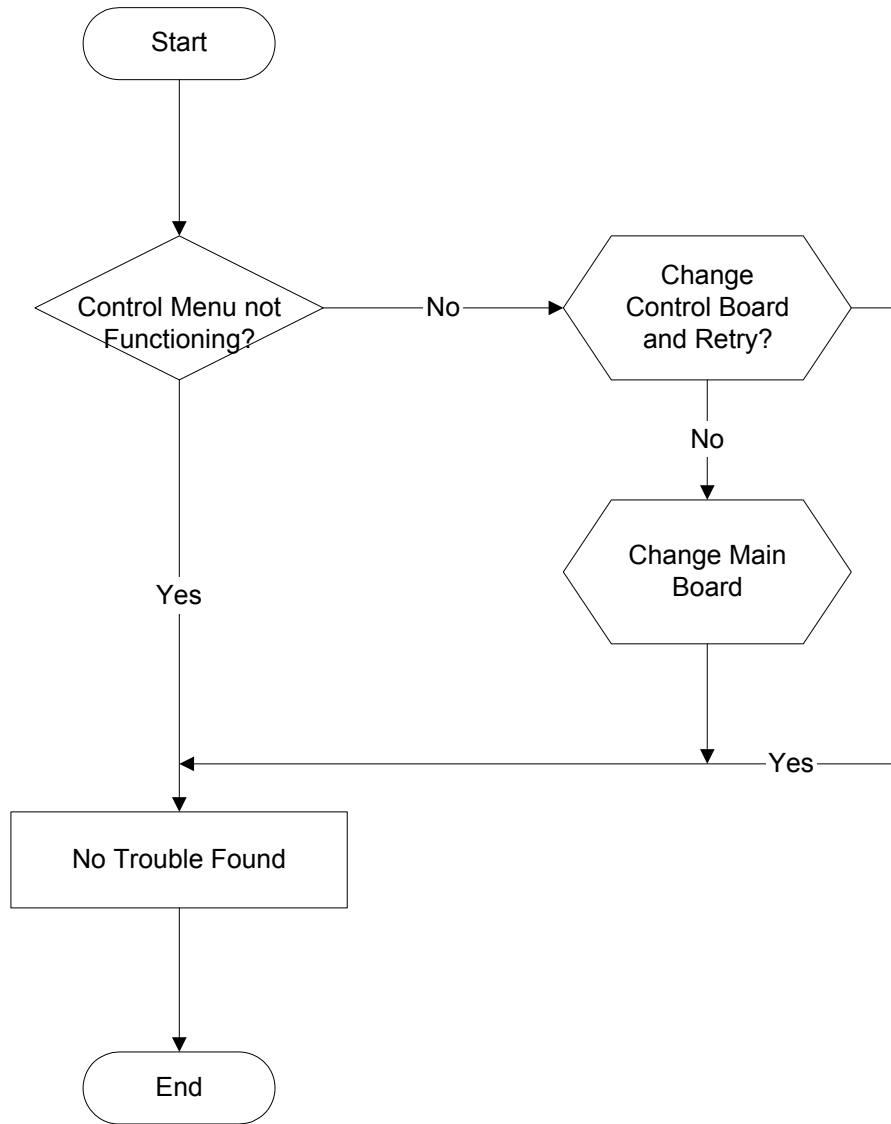 Start
Control Menu not
Functioning?
No
Change
Control Board
and Retry?
No
Change Main
Board
Yes
Yes
No Trouble Found
End